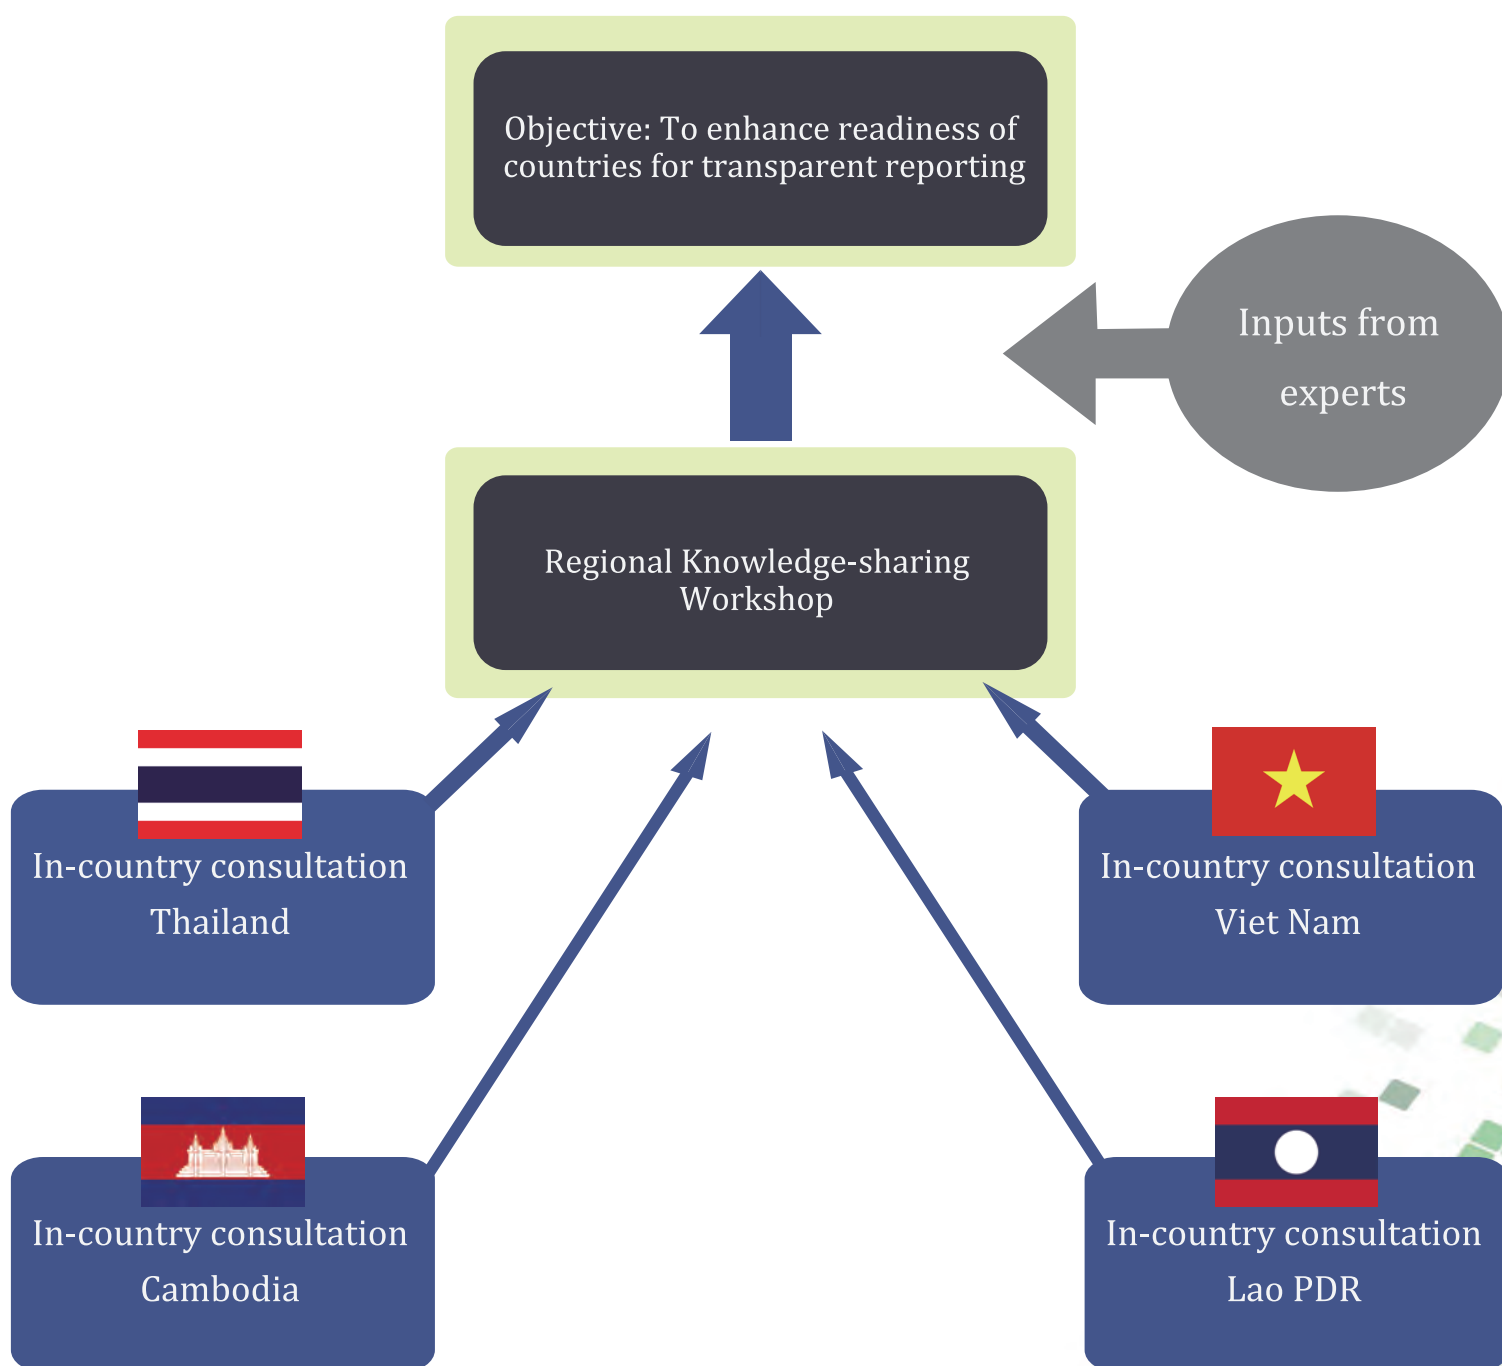 Objective: To enhance readiness of
countries for transparent reporting
Inputs from
experts
Regional Knowledge-sharing
Workshop
In-country consultation
Thailand
In-country consultation
Viet Nam
In-country consultation
Cambodia
In-country consultation
Lao PDR